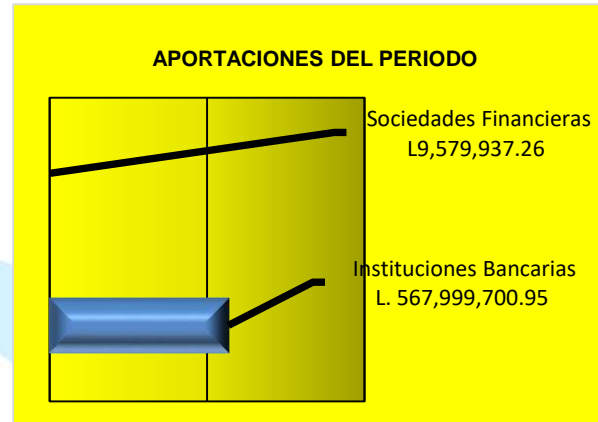 APORTACIONES DEL PERIODO
Sociedades Financieras
L9,579,937.26
Instituciones Bancarias
L. 567,999,700.95